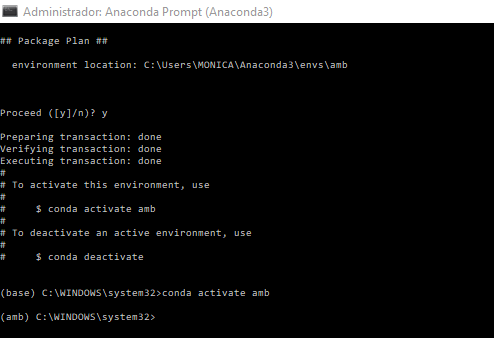 Administrador: Anaconda Prompt (Anaconda3)
## Package Plan ##
environment location: C:\Users\MONICA\Anaconda3\envs\amb
Proceed ([y]/n)? y
Preparing transaction: done
Verifying transaction: done
Executing transaction: done
#
# To activate this environment, use
#
#     $ conda activate amb
#
# To deactivate an active environment, use
#
#     $ conda deactivate
(base) C:\WINDOWS\system32>conda activate amb
(amb) C:\WINDOWS\system32>